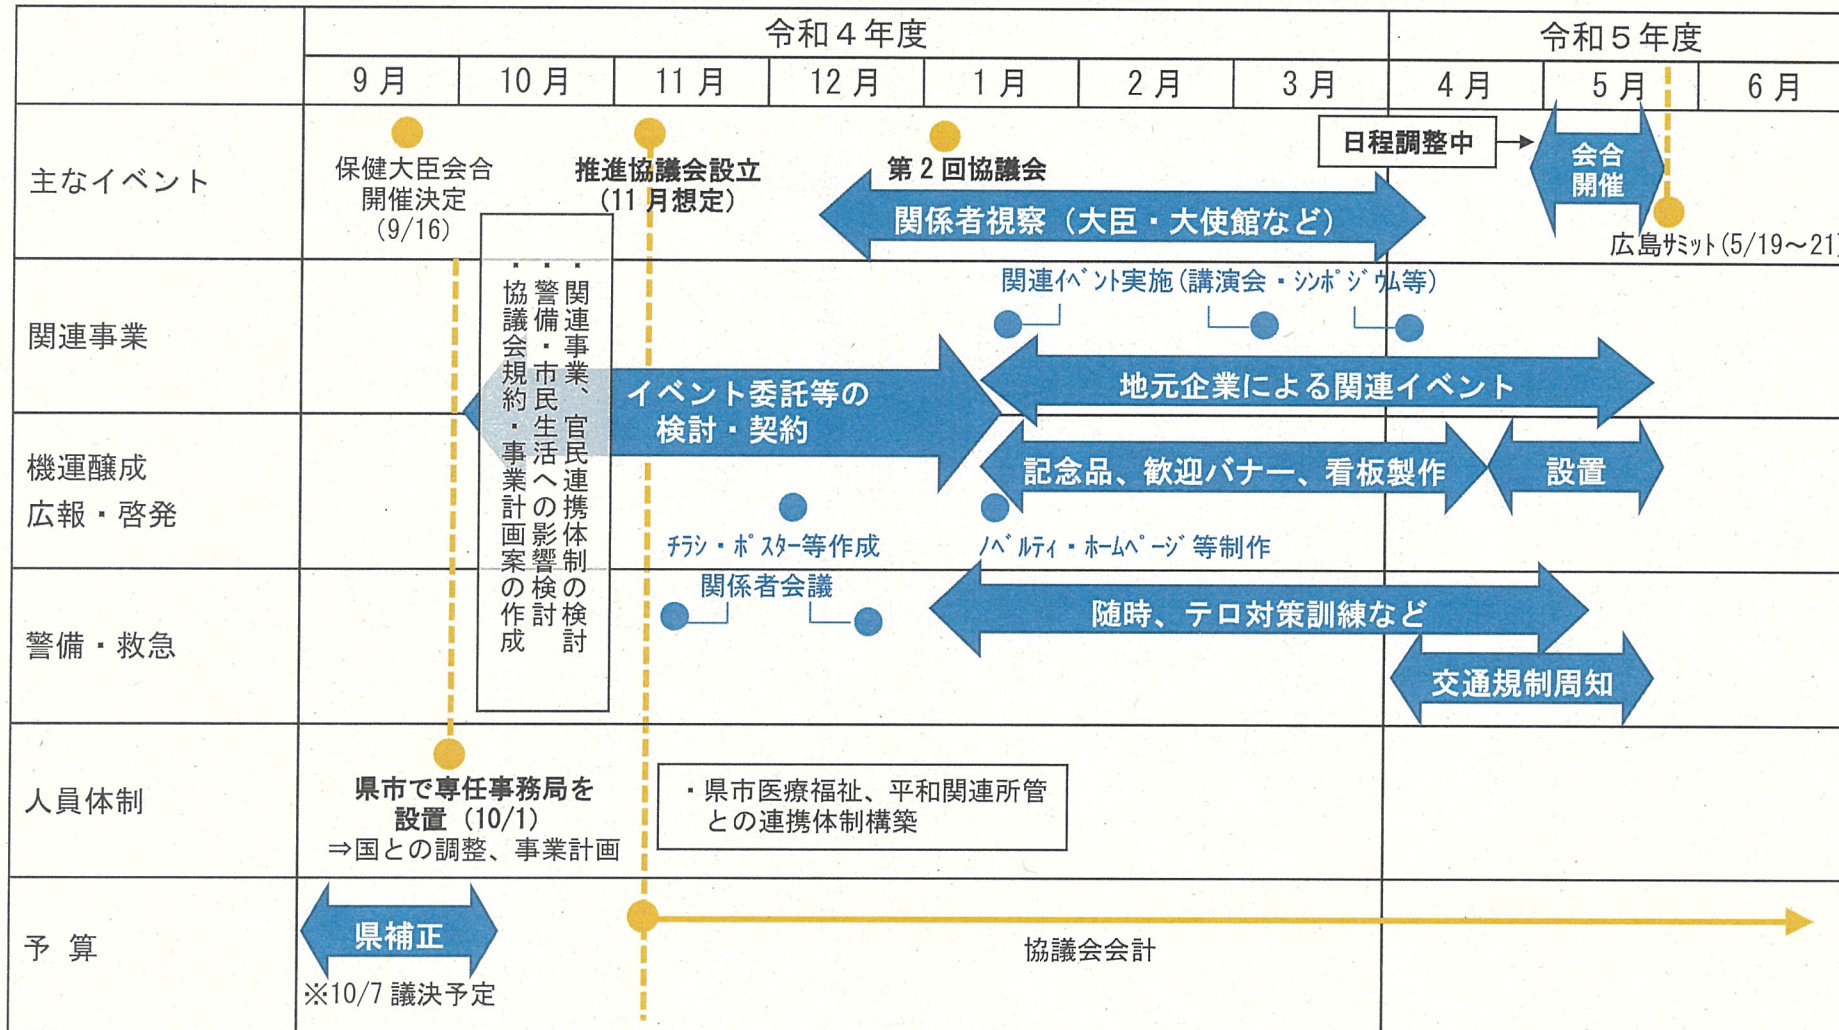 令和４年度
令和５年度
９月
10月
11月
12月
１月
２月
３月
４月
５月
６月
主なイベント
保健大臣会合
開催決定
(9/16)
推進協議会設立
(11月想定)
第２回協議会
関係者視察（大臣・大使館など）
日程調整中
会合
開催
広島ｻﾐｯﾄ(5/19～21)
・関連事業、官民連携体制の検討
・警備・市民生活への影響検討
・協議会規約・事業計画案の作成
関連事業
関連ｲﾍﾞﾝﾄ実施(講演会・ｼﾝﾎﾟｼﾞｳﾑ等)
イベント委託等の
検討・契約
地元企業による関連イベント
機運醸成
広報・啓発
記念品、歓迎バナー、看板製作
設置
ﾁﾗｼ・ﾎﾟｽﾀｰ等作成
ﾉﾍﾞﾙﾃｨ・ﾎｰﾑﾍﾟｰｼﾞ等制作
警備・救急
関係者会議
随時、テロ対策訓練など
交通規制周知
人員体制
県市で専任事務局を
設置（10/1）
⇒国との調整、事業計画
・県市医療福祉、平和関連所管
との連携体制構築
予 算
県補正
※10/7 議決予定
協議会会計